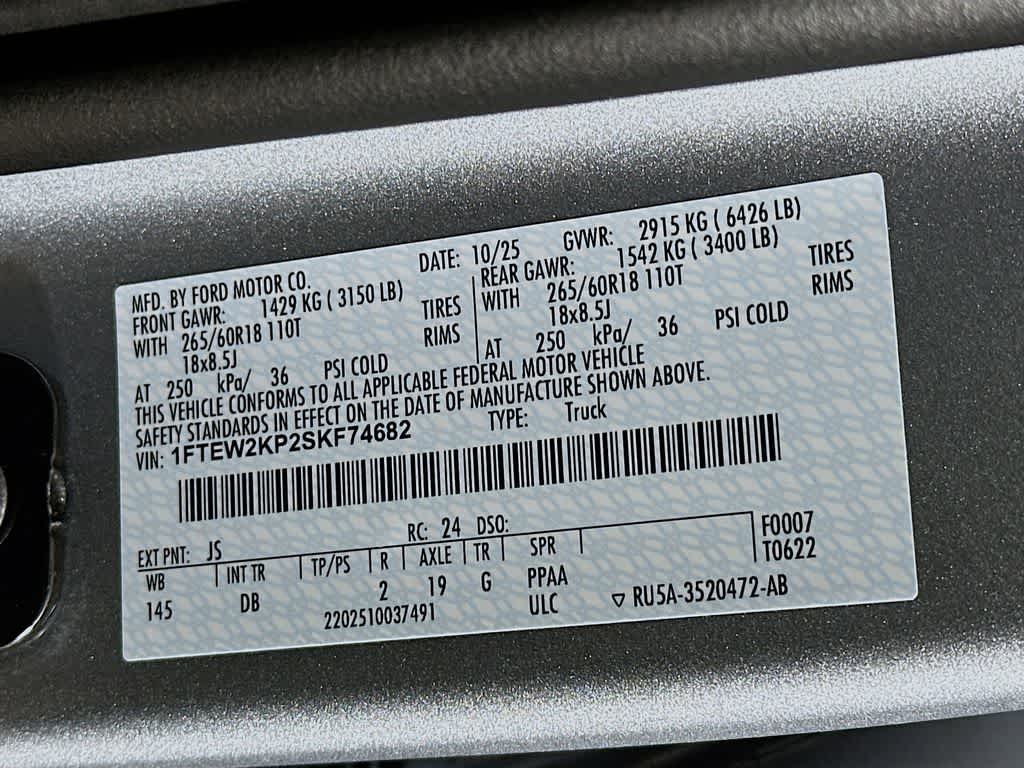 MFD. BY FORD MOTOR CO. DATE: 10/25 GVWR: 2915 KG ( 6426 LB)
FRONT GAWR: 1429 KG ( 3150 LB) REAR GAWR: 1542 KG ( 3400 LB)
WITH 265/60R18 110T TIRES WITH 265/60R18 110T TIRES
18x8.5J RIMS 18x8.5J RIMS
AT 250 kPa/ 36 PSI COLD AT 250 kPa/ 36 PSI COLD
THIS VEHICLE CONFORMS TO ALL APPLICABLE FEDERAL MOTOR VEHICLE
SAFETY STANDARDS IN EFFECT ON THE DATE OF MANUFACTURE SHOWN ABOVE.
VIN: 1FTEW2KP2SKF74682 TYPE: Truck
EXT PNT: JS RC: 24 DSO: F0007
WB INT TR TP/PS R AXLE TR SPR T0622
145 DB 2 19 G PPAA
2202510037491 ULC ▽ RU5A-3520472-AB